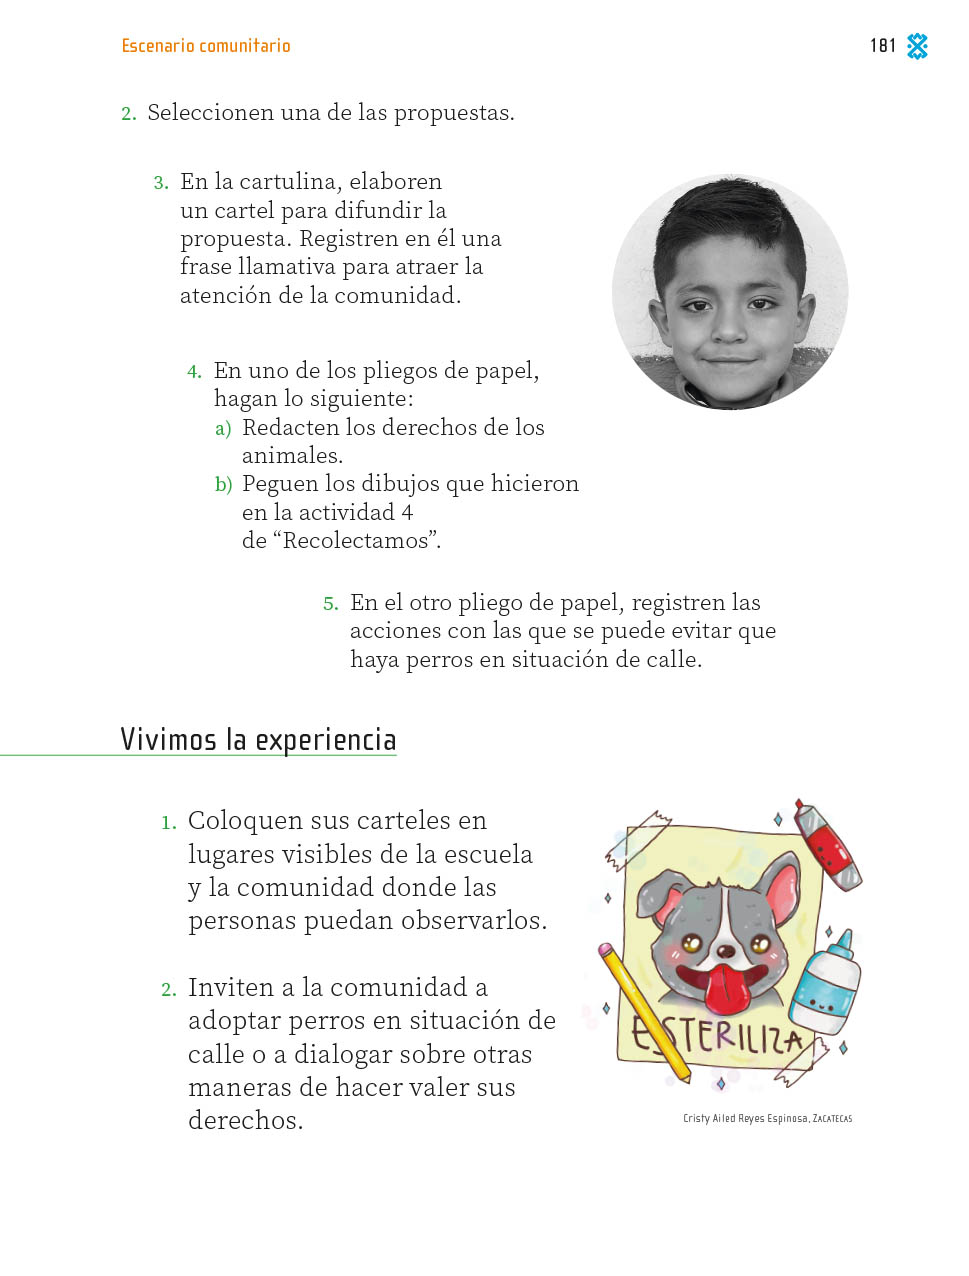 Escenario comunitario
181
2. Seleccionen una de las propuestas.
3. En la cartulina, elaboren
un cartel para difundir la
propuesta. Registren en él una
frase llamativa para atraer la
atención de la comunidad.
4. En uno de los pliegos de papel,
hagan lo siguiente:
a) Redacten los derechos de los
animales.
b) Peguen los dibujos que hicieron
en la actividad 4
de “Recolectamos”.
5. En el otro pliego de papel, registren las
acciones con las que se puede evitar que
haya perros en situación de calle.
Vivimos la experiencia
1. Coloquen sus carteles en
lugares visibles de la escuela
y la comunidad donde las
personas puedan observarlos.
2. Inviten a la comunidad a
adoptar perros en situación de
calle o a dialogar sobre otras
maneras de hacer valer sus
derechos.
ESTERILIZA
Cristy Ailed Reyes Espinosa, ZACATECAS